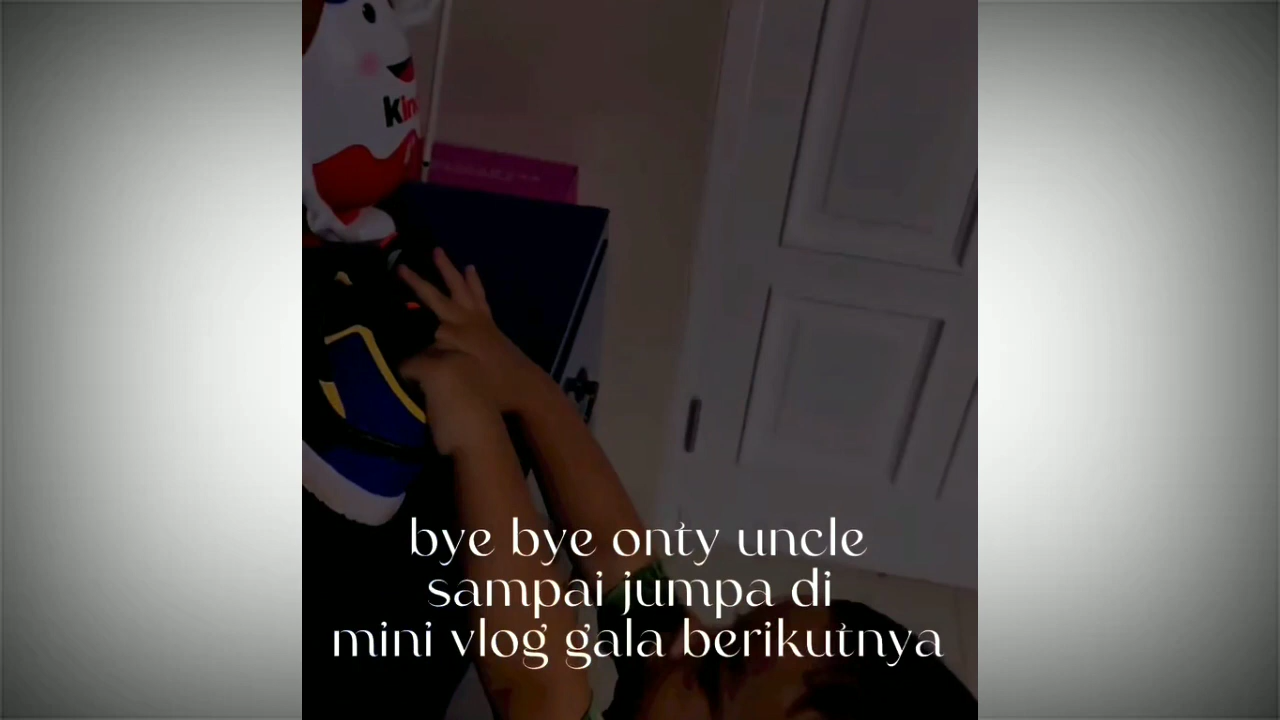 bye bye onty uncle
sampai jumpa di
mini vlog gala berikutnya